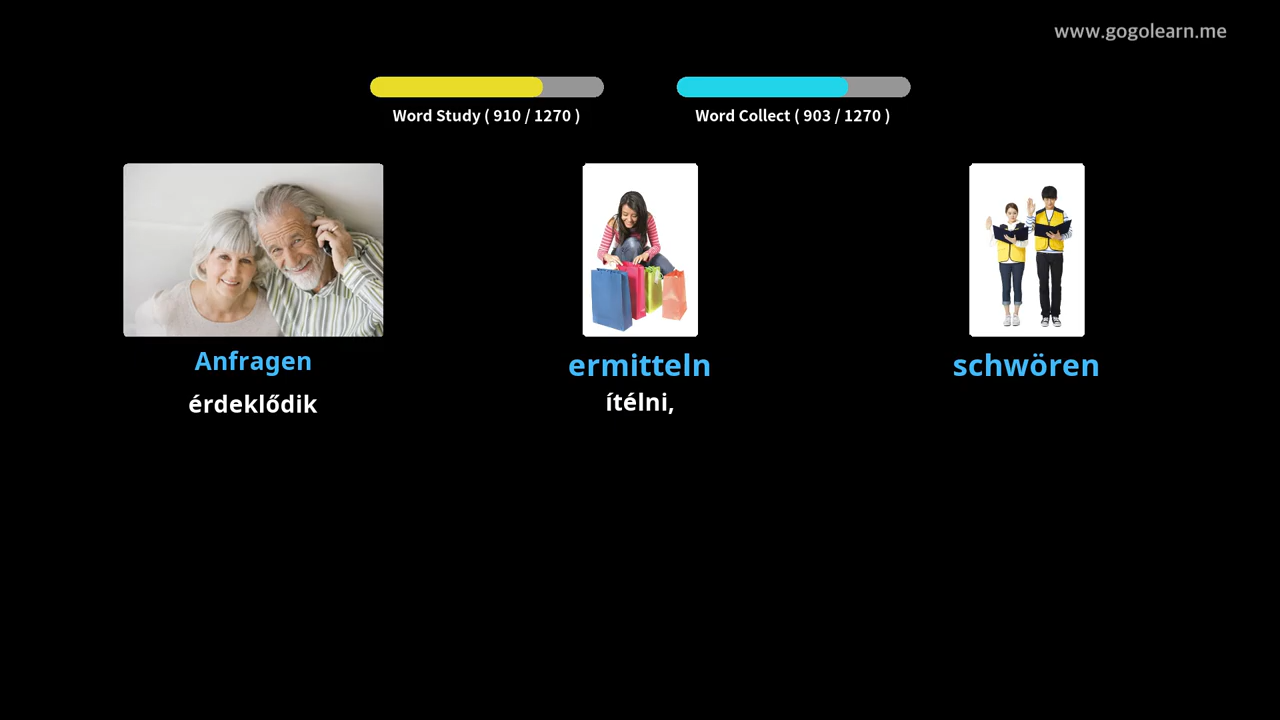 www.gogolearn.me
Word Study ( 910 / 1270 )
Word Collect ( 903 / 1270 )
Anfragen
ermitteln
schwören
érdeklődik
ítélni,